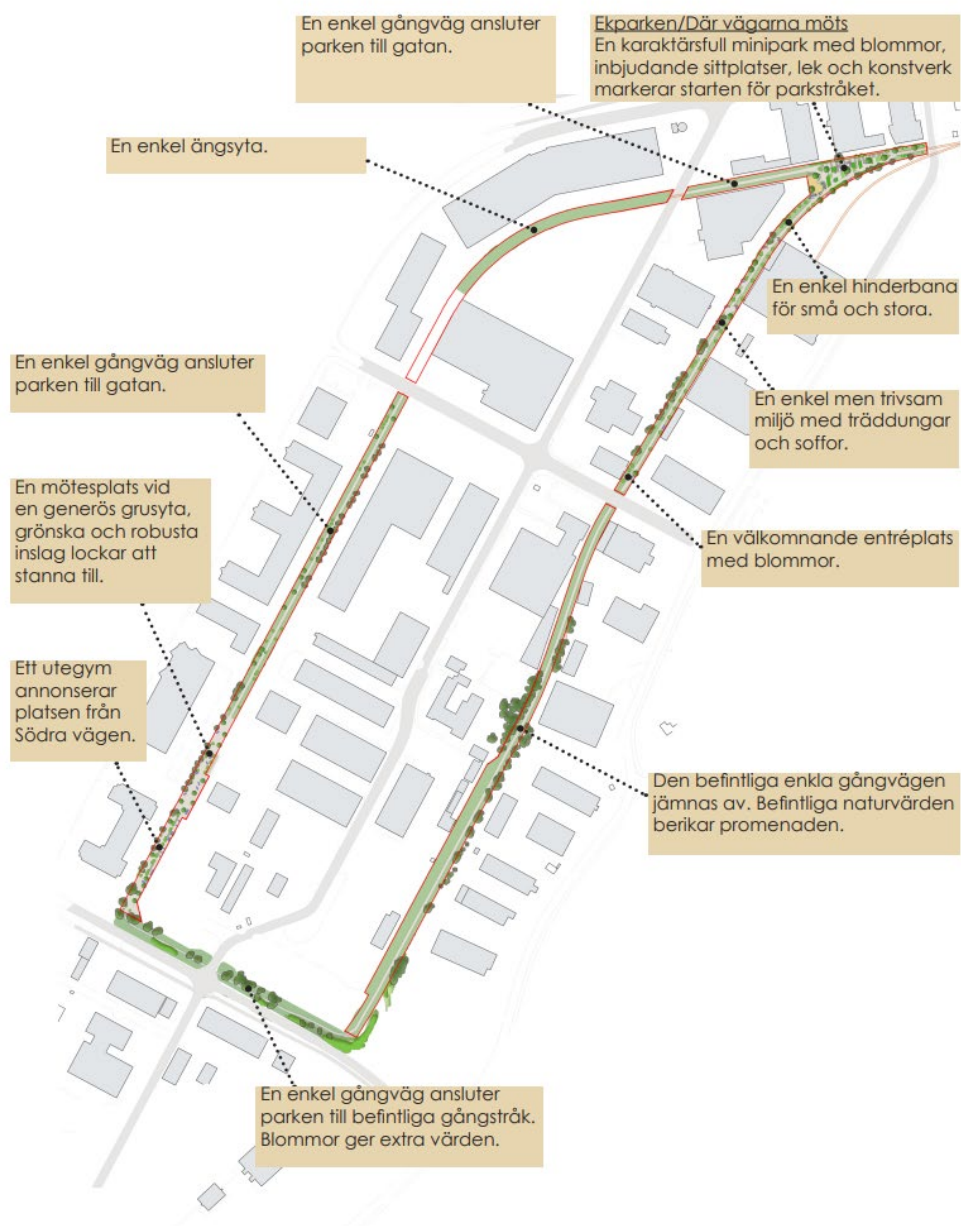 En enkel gångväg ansluter
parken till gatan.
Ekparken/Där vägarna möts
En karaktärsfull minipark med blommor,
inbjudande sittplatser, lek och konstverk
markerar starten för parkstråket.
En enkel ängsyta.
En enkel hinderbana
för små och stora.
En enkel gångväg ansluter
parken till gatan.
En enkel men trivsam
miljö med träddungar
och soffor.
En mötesplats vid
en generös grusyta,
grönska och robusta
inslag lockar att
stanna till.
En välkomnande entréplats
med blommor.
Ett utegym
annonserar
platsen från
Södra vägen.
Den befintliga enkla gångvägen
jämnas av. Befintliga naturvärden
berikar promenaden.
En enkel gångväg ansluter
parken till befintliga gångstråk.
Blommor ger extra värden.